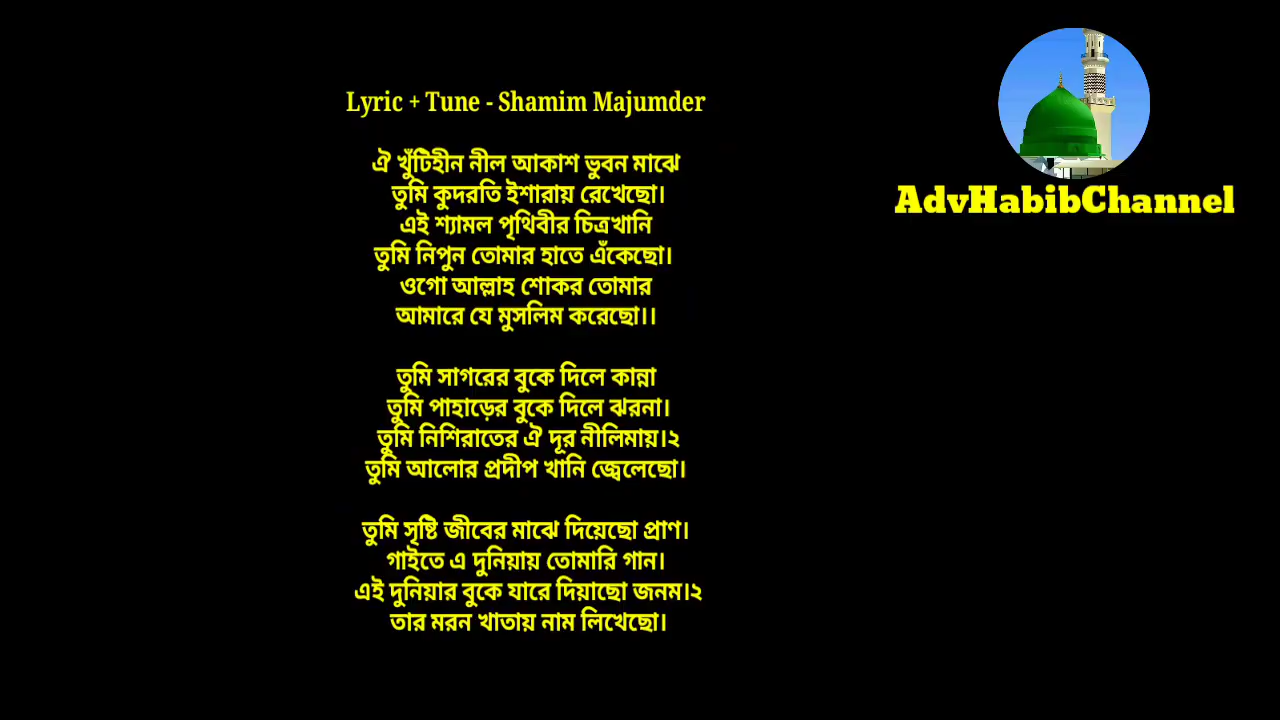 Lyric + Tune - Shamim Majumder
ঐ খুঁটিহীন নীল আকাশ ভুবন মাঝে
তুমি কুদরতি ইশারায় রেখেছো।
এই শ্যামল পৃথিবীর চিত্রখানি
তুমি নিপুন তোমার হাতে এঁকেছো।
ওগো আল্লাহ শোকর তোমার
আমারে যে মুসলিম করেছো।।
তুমি সাগরের বুকে দিলে কান্না
তুমি পাহাড়ের বুকে দিলে ঝরনা।
তুমি নিশিরাতের ঐ দূর নীলিমায়।২
তুমি আলোর প্রদীপ খানি জ্বেলেছো।
তুমি সৃষ্টি জীবের মাঝে দিয়েছো প্রাণ।
গাইতে এ দুনিয়ায় তোমারি গান।
এই দুনিয়ার বুকে যারে দিয়াছো জনম।২
তার মরন খাতায় নাম লিখেছো।
AdvHabibChannel